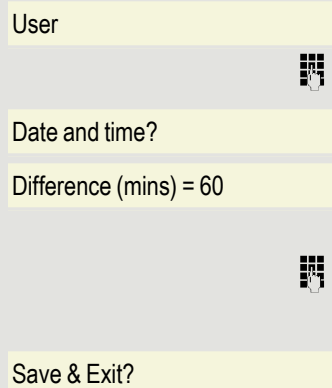 User
Date and time?
Difference (mins) = 60
Save & Exit?